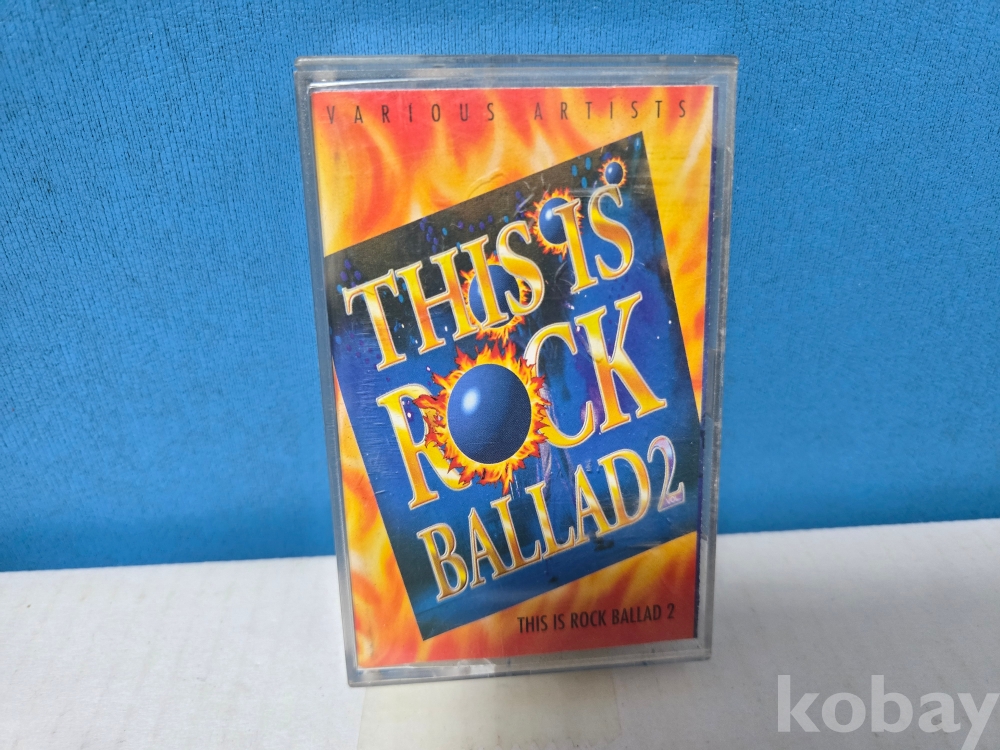 VARIOUS ARTISTS
THIS IS
ROCK
BALLAD 2
THIS IS ROCK BALLAD 2
kobay